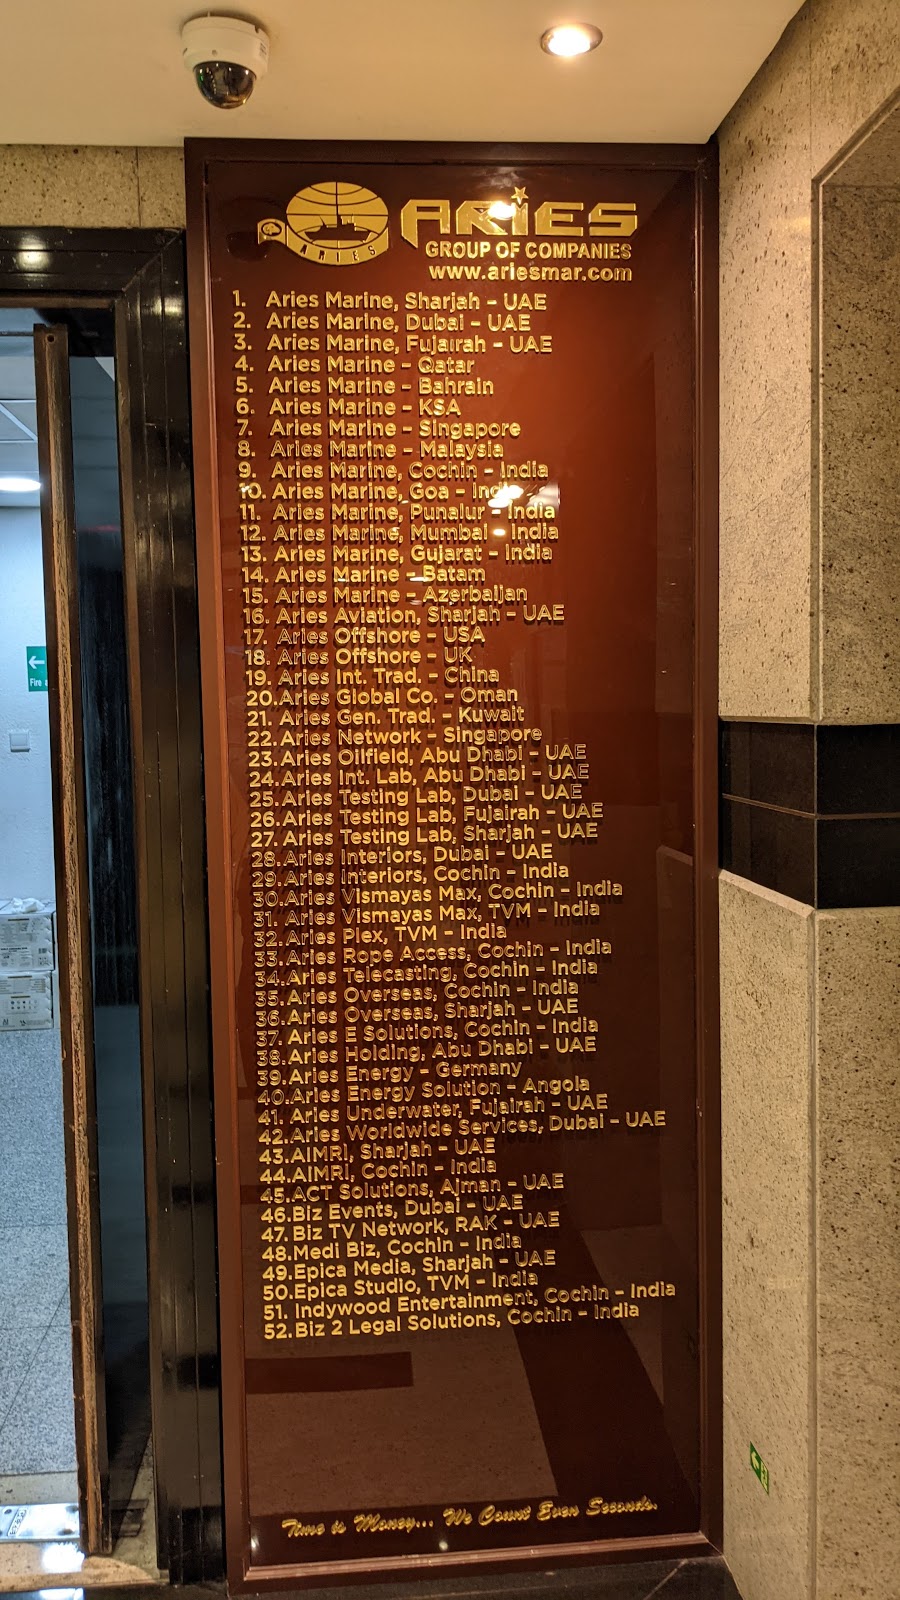 ARIES
ARIES
GROUP OF COMPANIES
www.ariesmar.com
1. Aries Marine, Sharjah - UAE
2. Aries Marine, Dubai - UAE
3. Aries Marine, Fujairah - UAE
4. Aries Marine - Qatar
5. Aries Marine - Bahrain
6. Aries Marine - KSA
7. Aries Marine - Singapore
8. Aries Marine - Malaysia
9. Aries Marine, Cochin - India
10. Aries Marine, Goa - India
11. Aries Marine, Punalur - India
12. Aries Marine, Mumbai - India
13. Aries Marine, Gujarat - India
14. Aries Marine - Batam
15. Aries Marine - Azerbaijan
16. Aries Aviation, Sharjah - UAE
17. Aries Offshore - USA
18. Aries Offshore - UK
19. Aries Int. Trad. - China
20. Aries Global Co. - Oman
21. Aries Gen. Trad. - Kuwait
22. Aries Network - Singapore
23. Aries Oilfield, Abu Dhabi - UAE
24. Aries Int. Lab, Abu Dhabi - UAE
25. Aries Testing Lab, Dubai - UAE
26. Aries Testing Lab, Fujairah - UAE
27. Aries Testing Lab, Sharjah - UAE
28. Aries Interiors, Dubai - UAE
29. Aries Interiors, Cochin - India
30. Aries Vismayas Max, Cochin - India
31. Aries Vismayas Max, TVM - India
32. Aries Plex, TVM - India
33. Aries Rope Access, Cochin - India
34. Aries Telecasting, Cochin - India
35. Aries Overseas, Cochin - India
36. Aries Overseas, Sharjah - UAE
37. Aries E Solutions, Cochin - India
38. Aries Holding, Abu Dhabi - UAE
39. Aries Energy - Germany
40. Aries Energy Solution - Angola
41. Aries Underwater, Fujairah - UAE
42. Aries Worldwide Services, Dubai - UAE
43. AIMRI, Sharjah - UAE
44. AIMRI, Cochin - India
45. ACT Solutions, Ajman - UAE
46. Biz Events, Dubai - UAE
47. Biz TV Network, RAK - UAE
48. Medi Biz, Cochin - India
49. Epica Media, Sharjah - UAE
50. Epica Studio, TVM - India
51. Indywood Entertainment, Cochin - India
52. Biz 2 Legal Solutions, Cochin - India
Time is Money... We Count Even Seconds.
Fire